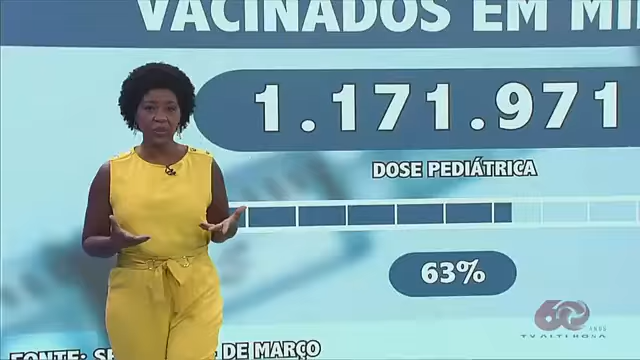 VACINADOS EM MI
1.171.971
DOSE PEDIÁTRICA
63%
60 ANOS
TV ALTEROSA
FONTE: SE DE MARÇO